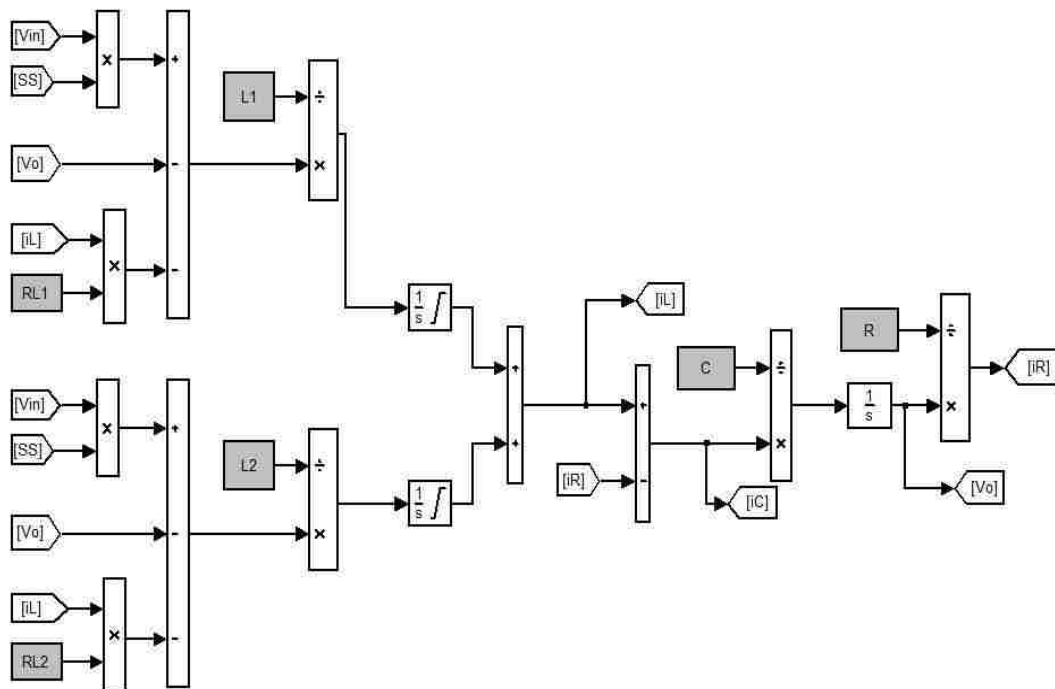 [Vin]
[SS]
×
+
L1
÷
[Vo]
-
×
[iL]
×
-
RL1
1
s
[iL]
R
÷
+
C
÷
[iR]
[Vin]
×
+
1
s
+
×
[SS]
+
L2
÷
×
[iR]
-
[iC]
[Vo]
1
s
[Vo]
-
×
[iL]
×
-
RL2